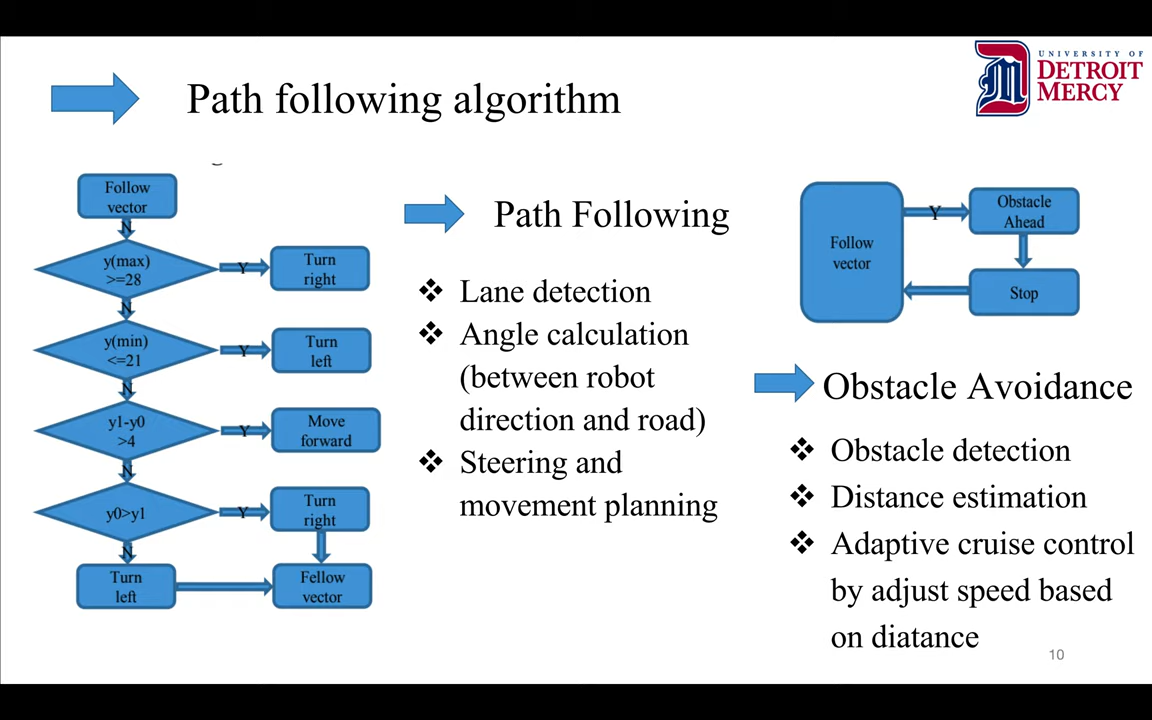 UNIVERSITY OF
DETROIT
MERCY
Path following algorithm
Follow
vector
N
y(max)
>=28
Y
Turn
right
N
y(min)
<=21
Y
Turn
left
N
y1-y0
>4
Y
Move
forward
N
y0>y1
Y
Turn
right
N
Turn
left
Fellow
vector
Path Following
❖ Lane detection
❖ Angle calculation
(between robot
direction and road)
❖ Steering and
movement planning
Follow
vector
Y
Obstacle
Ahead
Stop
Obstacle Avoidance
❖ Obstacle detection
❖ Distance estimation
❖ Adaptive cruise control
by adjust speed based
on diatance
10